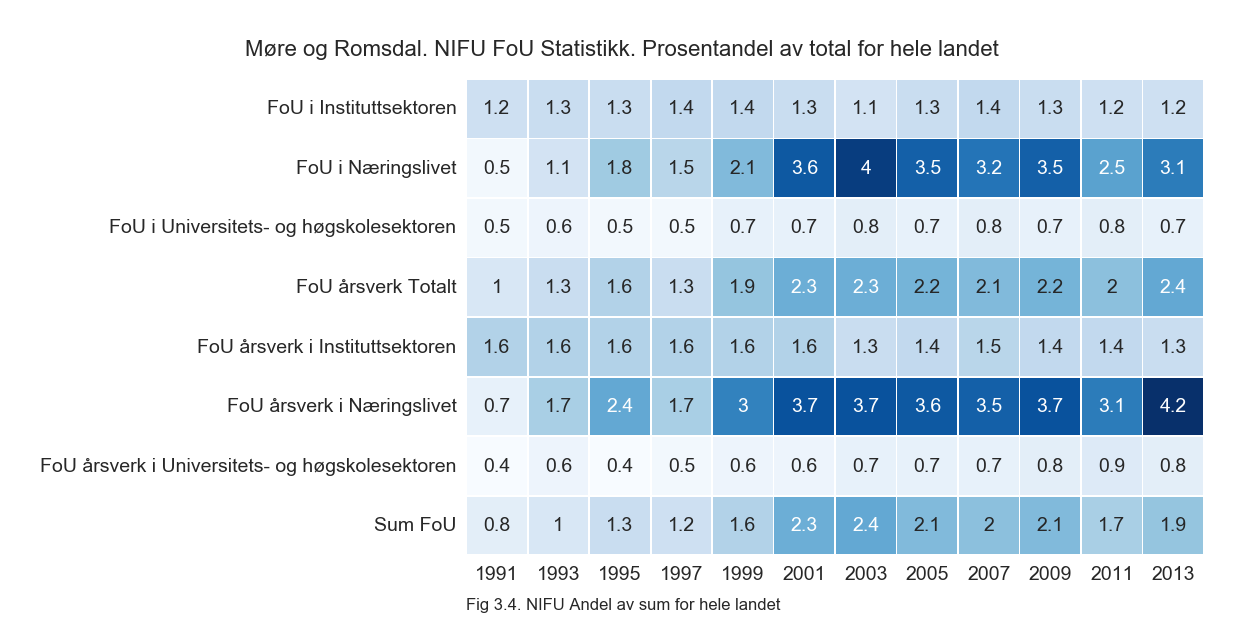 Møre og Romsdal. NIFU FoU Statistikk. Prosentandel av total for hele landet
FoU i Instituttsektoren 1.2 1.3 1.3 1.4 1.4 1.3 1.1 1.3 1.4 1.3 1.2 1.2
FoU i Næringslivet 0.5 1.1 1.8 1.5 2.1 3.6 4 3.5 3.2 3.5 2.5 3.1
FoU i Universitets- og høgskolesektoren 0.5 0.6 0.5 0.5 0.7 0.7 0.8 0.7 0.8 0.7 0.8 0.7
FoU årsverk Totalt 1 1.3 1.6 1.3 1.9 2.3 2.3 2.2 2.1 2.2 2 2.4
FoU årsverk i Instituttsektoren 1.6 1.6 1.6 1.6 1.6 1.6 1.3 1.4 1.5 1.4 1.4 1.3
FoU årsverk i Næringslivet 0.7 1.7 2.4 1.7 3 3.7 3.7 3.6 3.5 3.7 3.1 4.2
FoU årsverk i Universitets- og høgskolesektoren 0.4 0.6 0.4 0.5 0.6 0.6 0.7 0.7 0.7 0.8 0.9 0.8
Sum FoU 0.8 1 1.3 1.2 1.6 2.3 2.4 2.1 2 2.1 1.7 1.9
1991 1993 1995 1997 1999 2001 2003 2005 2007 2009 2011 2013
Fig 3.4. NIFU Andel av sum for hele landet